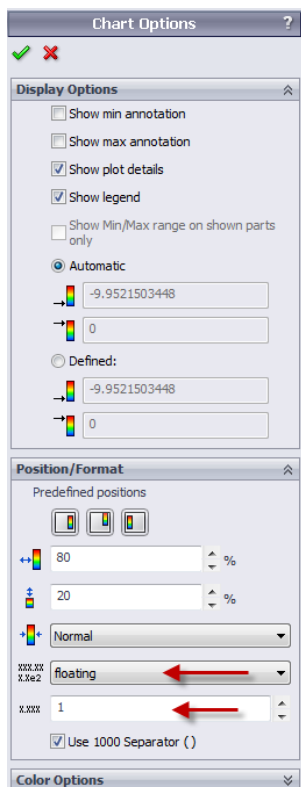 Chart Options ?
Display Options
Show min annotation
Show max annotation
Show plot details
Show legend
Show Min/Max range on shown parts
only
Automatic
-9.9521503448
0
Defined:
-9.9521503448
0
Position/Format
Predefined positions
80 %
20 %
Normal
xxx.xx
x.xe2
floating
x.xxx 1
Use 1000 Separator ( )
Color Options